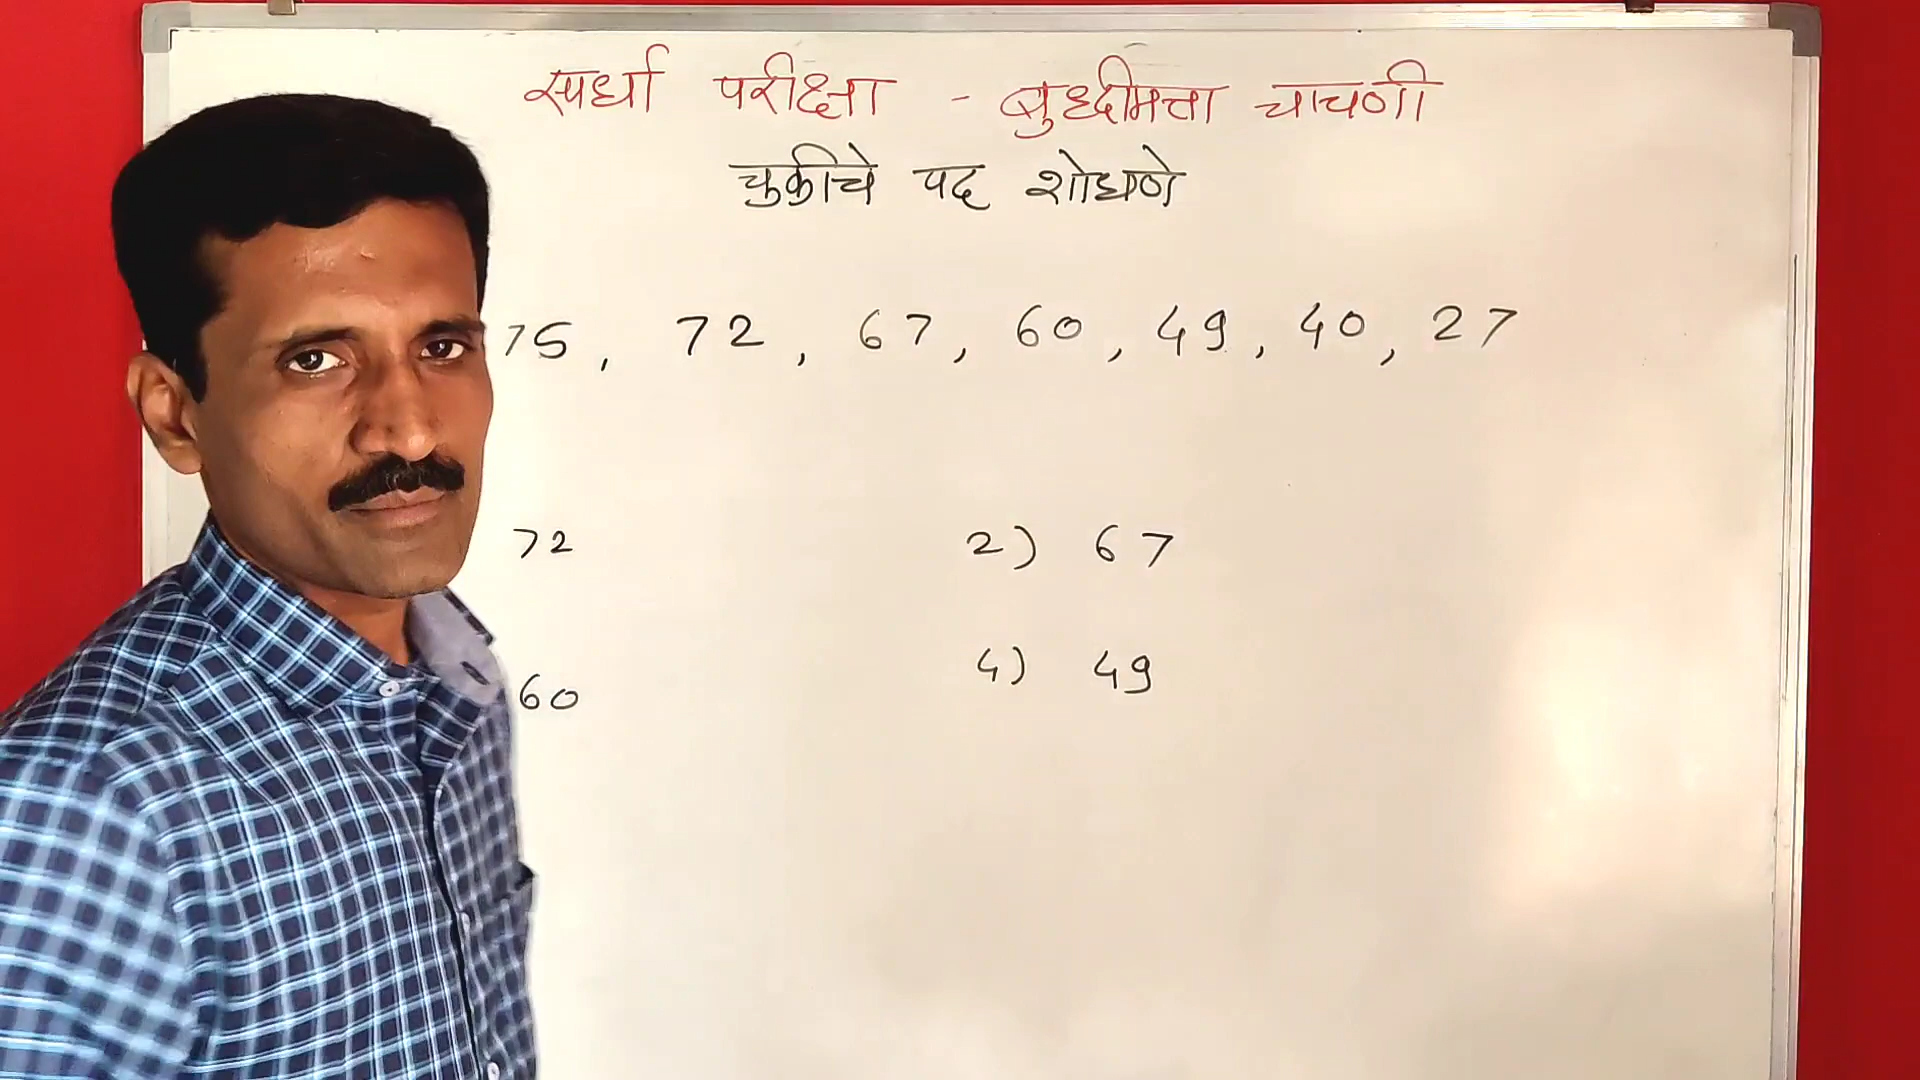 स्पर्धा परीक्षा - बुध्दीमत्ता चाचणी
चुकीचे पद शोधणे
75, 72, 67, 60, 49, 40, 27
72 2) 67
60 4) 49